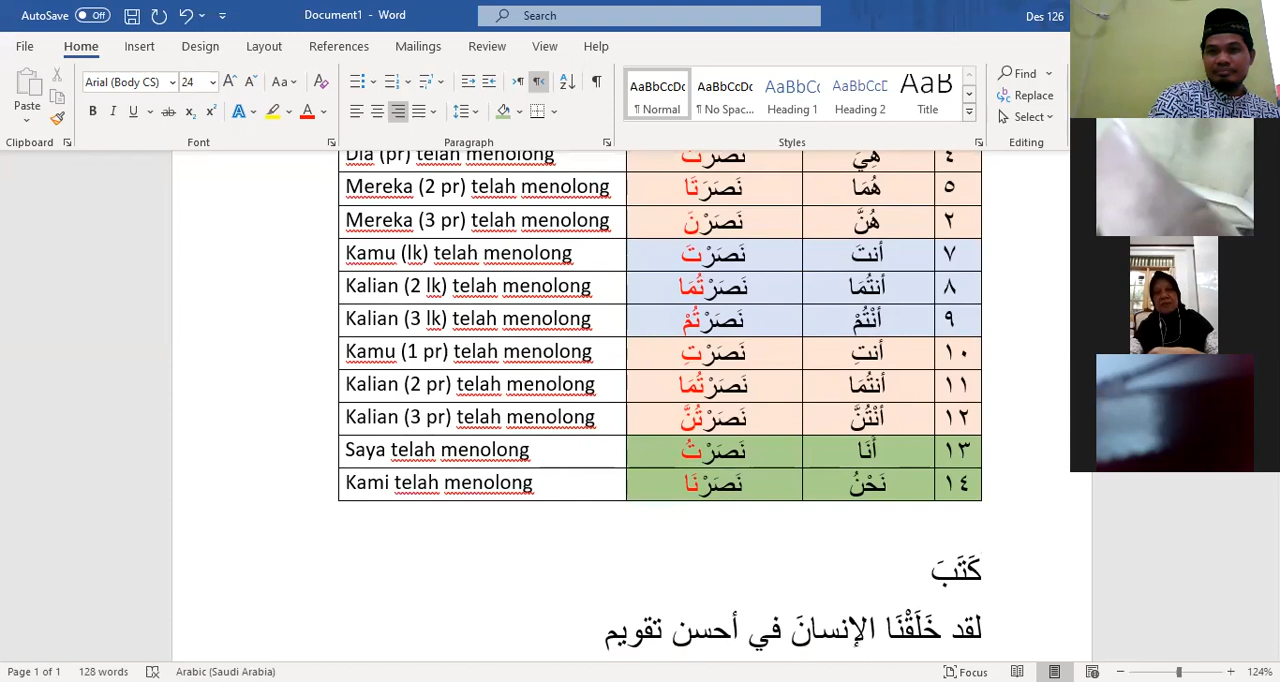 AutoSave Off Document1 - Word Search Des 126
File Home Insert Design Layout References Mailings Review View Help
Paste Arial (Body CS) 24 Aa Find
AaBbCcDc AaBbCcDc AaBbCc AaBbCcD AaB
Normal No Spac... Heading 1 Heading 2 Title Replace
Select
Clipboard Font Paragraph Styles Editing
Dia (pr) telah menolong نَصَرَتْ هِيَ ٤
Mereka (2 pr) telah menolong نَصَرَتَا هُمَا ٥
Mereka (3 pr) telah menolong نَصَرْنَ هُنَّ ٢
Kamu (lk) telah menolong نَصَرْتَ أنتَ ٧
Kalian (2 lk) telah menolong نَصَرْتُمَا أنتُمَا ٨
Kalian (3 lk) telah menolong نَصَرْتُمْ أنْتُمْ ٩
Kamu (1 pr) telah menolong نَصَرْتِ أنتِ ١٠
Kalian (2 pr) telah menolong نَصَرْتُمَا أنتُمَا ١١
Kalian (3 pr) telah menolong نَصَرْتُنَّ أنْتُنَّ ١٢
Saya telah menolong نَصَرْتُ أَنَا ١٣
Kami telah menolong نَصَرْنَا نَحْنُ ١٤
كَتَبَ
لقد خَلَقْنَا الإنسانَ في أحسن تقويم
Page 1 of 1 128 words Arabic (Saudi Arabia) Focus 124%